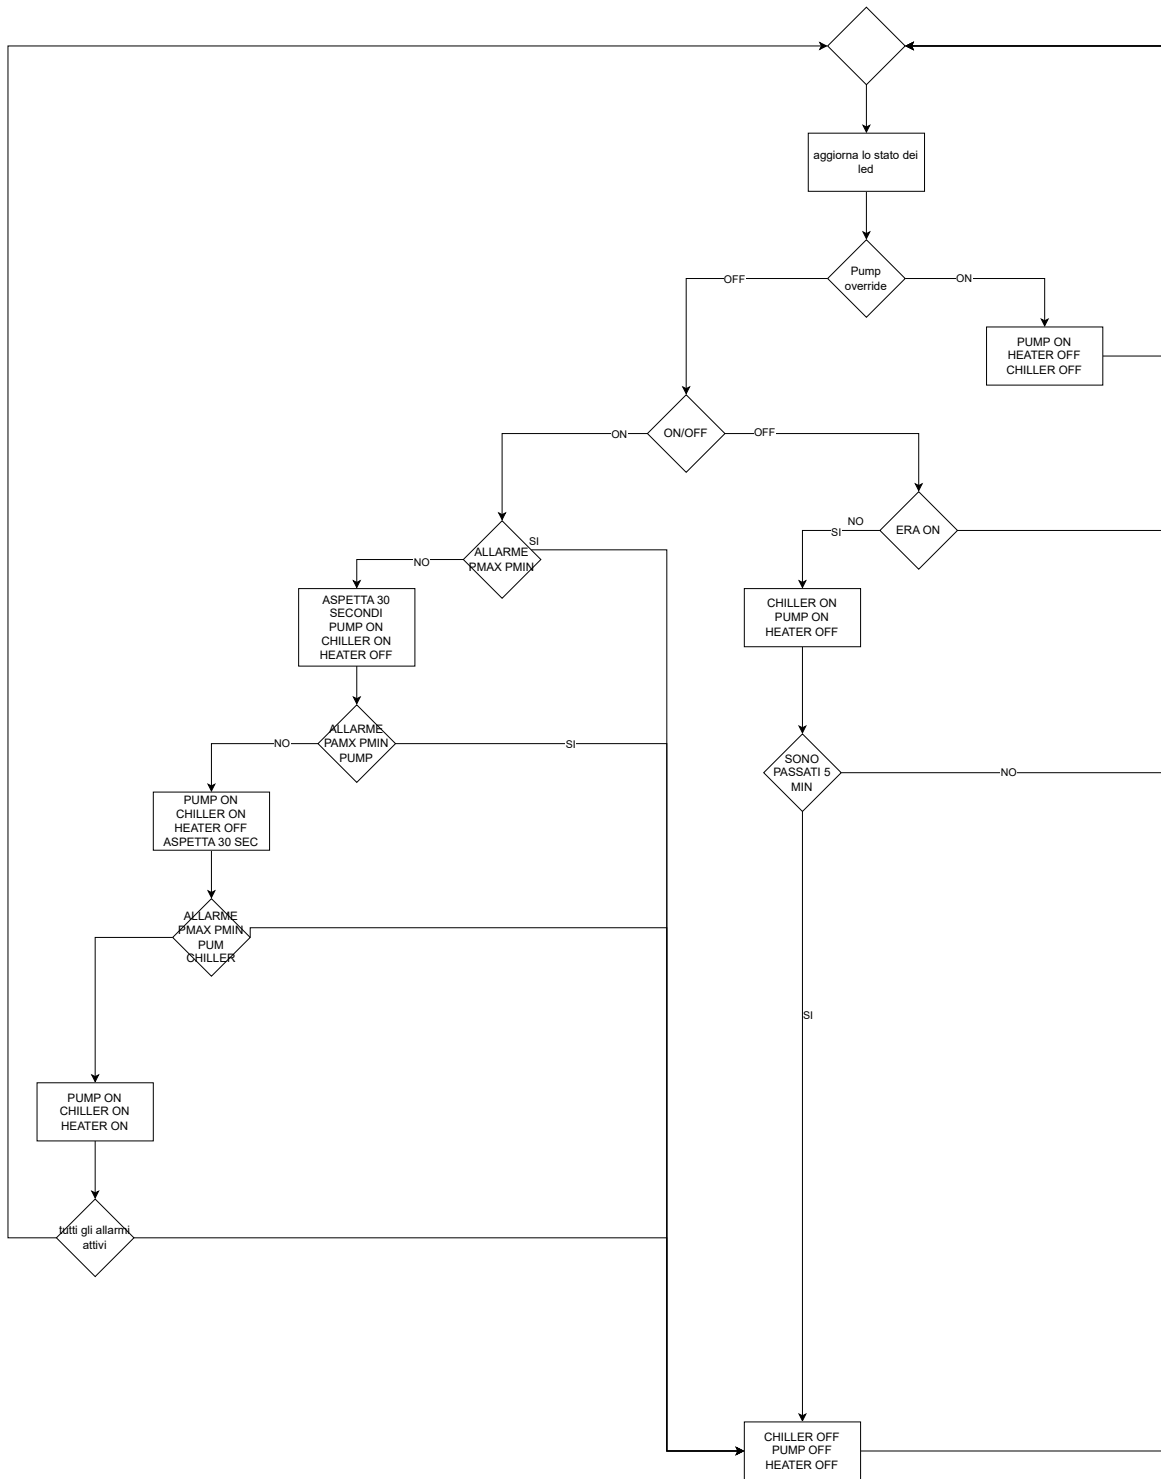 aggiorna lo stato dei
led
Pump
override
OFF
ON
PUMP ON
HEATER OFF
CHILLER OFF
ON/OFF
ON
OFF
ERA ON
NO
SI
ALLARME
PMAX PMIN
SI
NO
ASPETTA 30
SECONDI
PUMP ON
CHILLER ON
HEATER OFF
CHILLER ON
PUMP ON
HEATER OFF
ALLARME
PAMX PMIN
PUMP
NO
SI
SONO
PASSATI 5
MIN
NO
PUMP ON
CHILLER ON
HEATER OFF
ASPETTA 30 SEC
ALLARME
PMAX PMIN
PUM
CHILLER
SI
PUMP ON
CHILLER ON
HEATER ON
tutti gli allarmi
attivi
CHILLER OFF
PUMP OFF
HEATER OFF